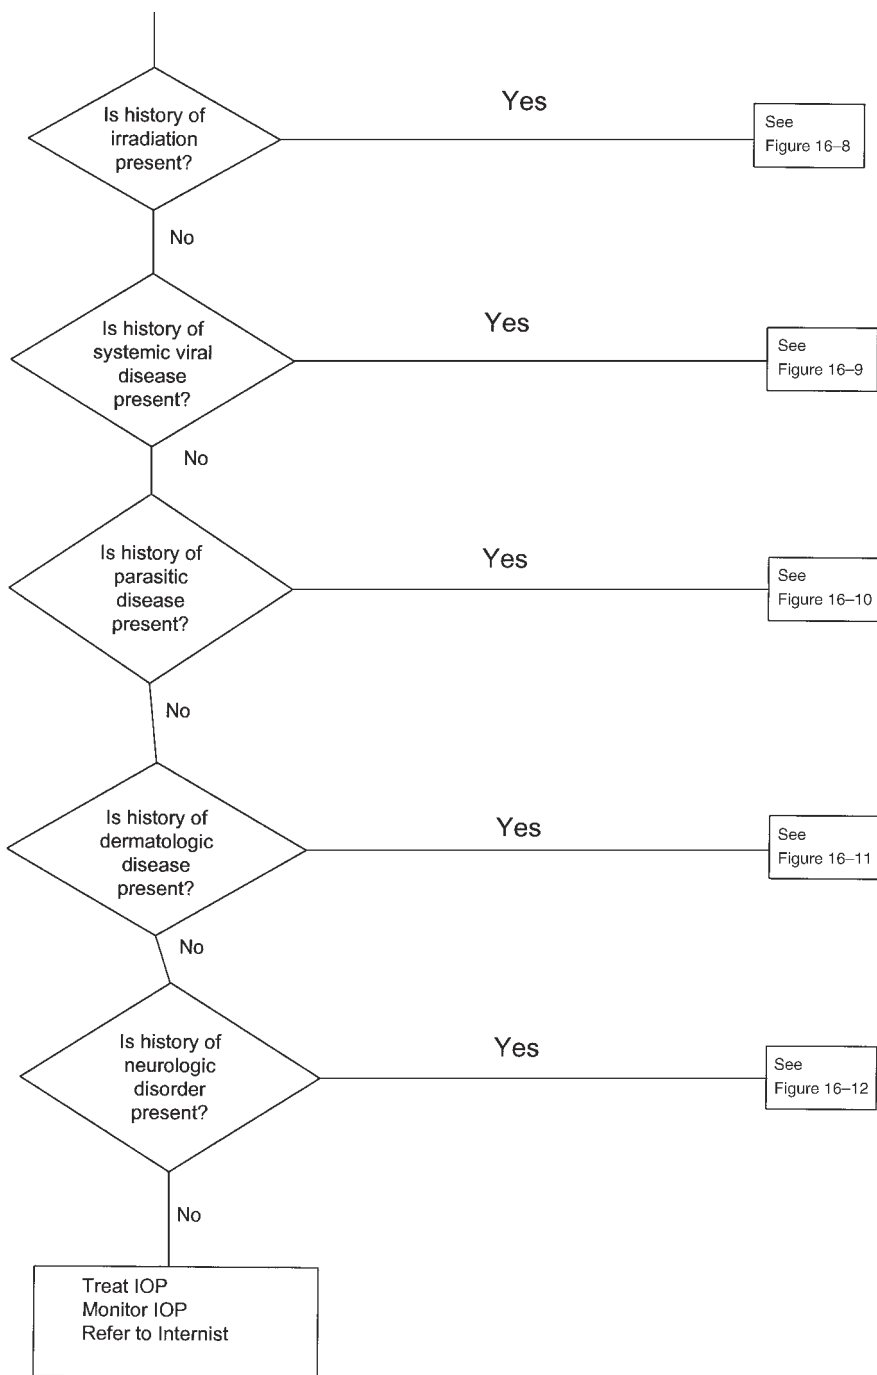 Is history of
irradiation
present?
Yes
See
Figure 16–8
No
Is history of
systemic viral
disease
present?
Yes
See
Figure 16–9
No
Is history of
parasitic
disease
present?
Yes
See
Figure 16–10
No
Is history of
dermatologic
disease
present?
Yes
See
Figure 16–11
No
Is history of
neurologic
disorder
present?
Yes
See
Figure 16–12
No
Treat IOP
Monitor IOP
Refer to Internist